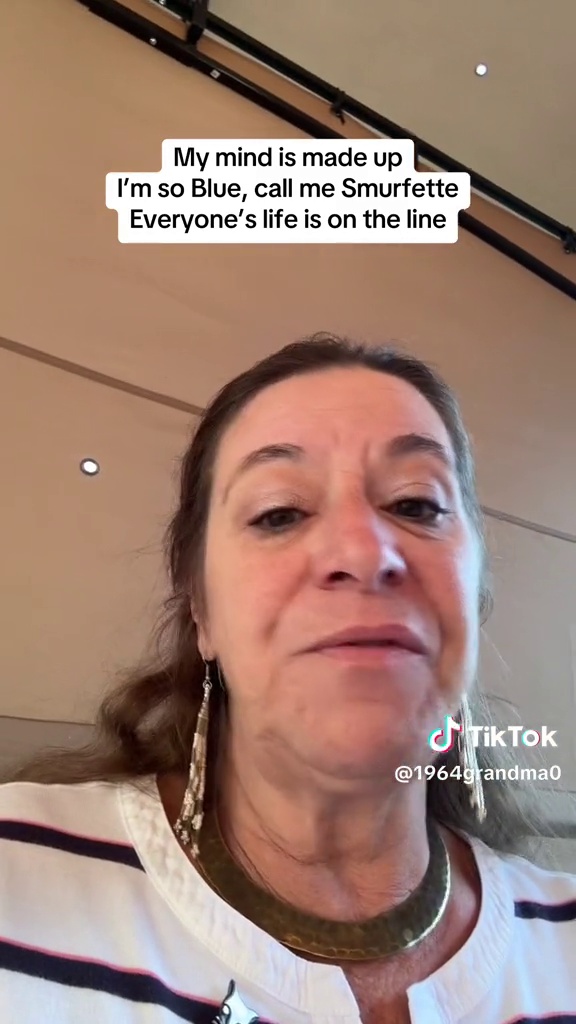 My mind is made up
I'm so Blue, call me Smurfette
Everyone's life is on the line
TikTok
@1964grandma0